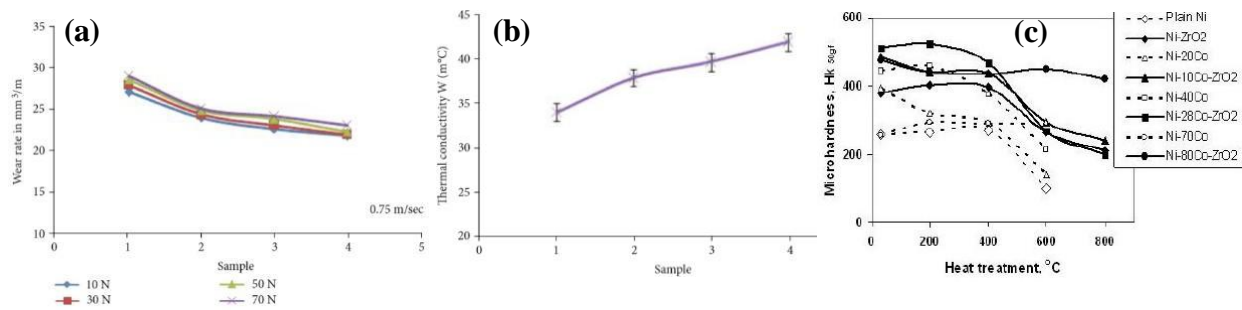 (a)
Wear rate in mm³/m
35
30
25
20
15
10
0
1
2
3
4
5
0.75 m/sec
Sample
10 N
50 N
30 N
70 N
(b)
Thermal conductivity W (m°C)
45
40
35
30
25
20
0
1
2
3
4
Sample
(c)
Microhardness, Hk 50gf
600
400
200
0
0
200
400
600
800
Heat treatment, °C
Plain Ni
Ni-ZrO2
Ni-20Co
Ni-10Co-ZrO2
Ni-40Co
Ni-28Co-ZrO2
Ni-70Co
Ni-80Co-ZrO2